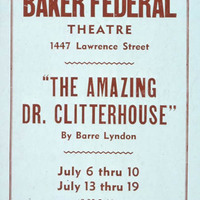 BAKER FEDERAL
THEATRE
1447 Lawrence Street
"THE AMAZING
DR. CLITTERHOUSE"
By Barre Lyndon
July 6 thru 10
July 13 thru 19